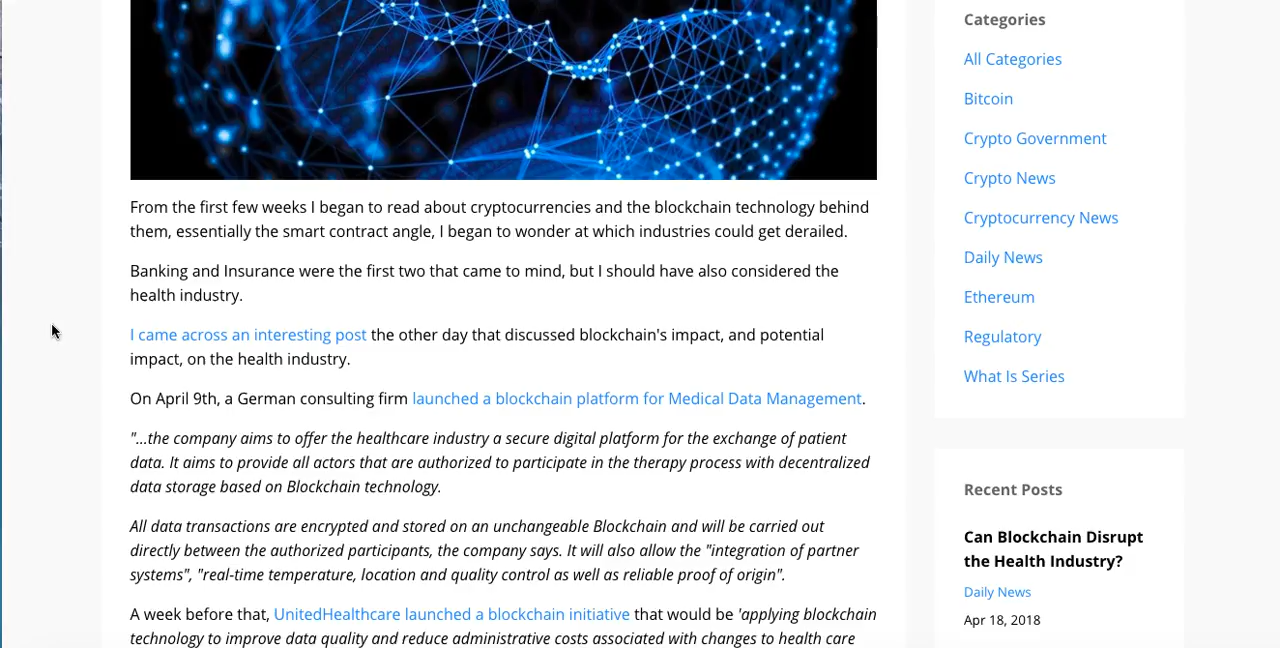 From the first few weeks I began to read about cryptocurrencies and the blockchain technology behind
them, essentially the smart contract angle, I began to wonder at which industries could get derailed.
Banking and Insurance were the first two that came to mind, but I should have also considered the
health industry.
I came across an interesting post the other day that discussed blockchain's impact, and potential
impact, on the health industry.
On April 9th, a German consulting firm launched a blockchain platform for Medical Data Management.
"...the company aims to offer the healthcare industry a secure digital platform for the exchange of patient
data. It aims to provide all actors that are authorized to participate in the therapy process with decentralized
data storage based on Blockchain technology.
All data transactions are encrypted and stored on an unchangeable Blockchain and will be carried out
directly between the authorized participants, the company says. It will also allow the "integration of partner
systems", "real-time temperature, location and quality control as well as reliable proof of origin".
A week before that, UnitedHealthcare launched a blockchain initiative that would be 'applying blockchain
technology to improve data quality and reduce administrative costs associated with changes to health care
Categories
All Categories
Bitcoin
Crypto Government
Crypto News
Cryptocurrency News
Daily News
Ethereum
Regulatory
What Is Series
Recent Posts
Can Blockchain Disrupt
the Health Industry?
Daily News
Apr 18, 2018